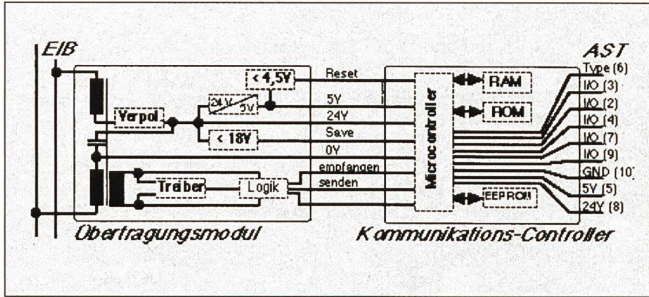 EIB
AST
Type (6)
I/O (3)
I/O (2)
I/O (4)
I/O (7)
I/O (9)
GND (10)
5V (5)
24V (8)
< 4,5V
Reset
24V
5V
5V
24V
Verpol
< 18V
Save
0V
empfangen
senden
Treiber
Logik
Microcontroller
RAM
ROM
EEPROM
Übertragungsmodul
Kommunikations-Controller